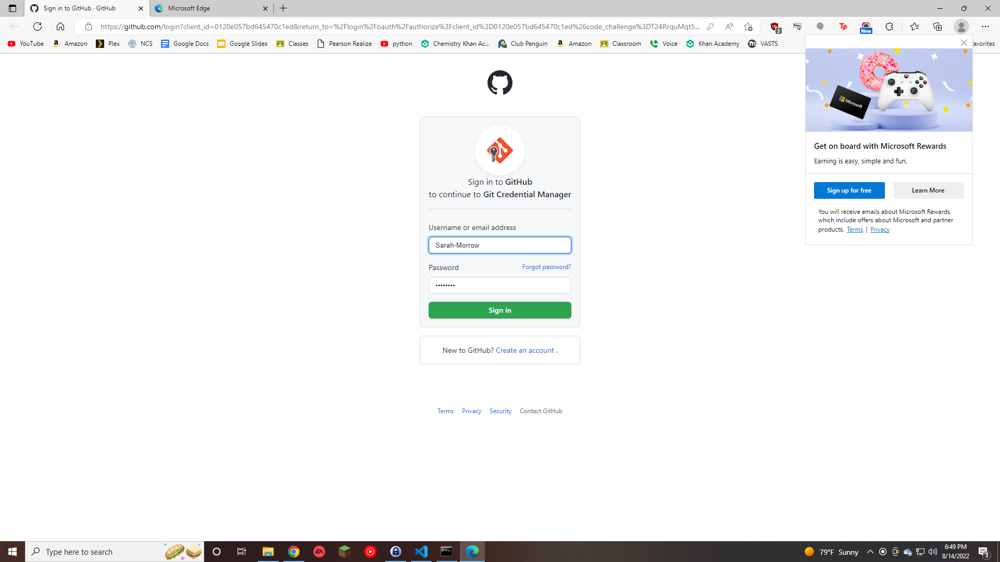 Sign in to GitHub · GitHub
Microsoft Edge
https://github.com/login?client_id=0120e057bd645470c1ed&return_to=%2Flogin%2Foauth%2Fauthorize%3Fclient_id%3D0120e057bd645470c1ed%26code_challenge%3DT24RrquMqt5...
3
New
YouTube
Amazon
Plex
NCS
Google Docs
Google Slides
Classes
Pearson Realize
python
Chemistry Khan Ac...
Club Penguin
Amazon
Classroom
Voice
Khan Academy
VASTS
Favorites
Microsoft
Get on board with Microsoft Rewards
Earning is easy, simple and fun.
Sign up for free
Learn More
You will receive emails about Microsoft Rewards,
which include offers about Microsoft and partner
products. Terms | Privacy
Sign in to GitHub
to continue to Git Credential Manager
Username or email address
Sarah-Morrow
Password
Forgot password?
••••••••
Sign in
New to GitHub? Create an account .
Terms
Privacy
Security
Contact GitHub
Type here to search
EA
79°F Sunny
6:49 PM
8/14/2022
3